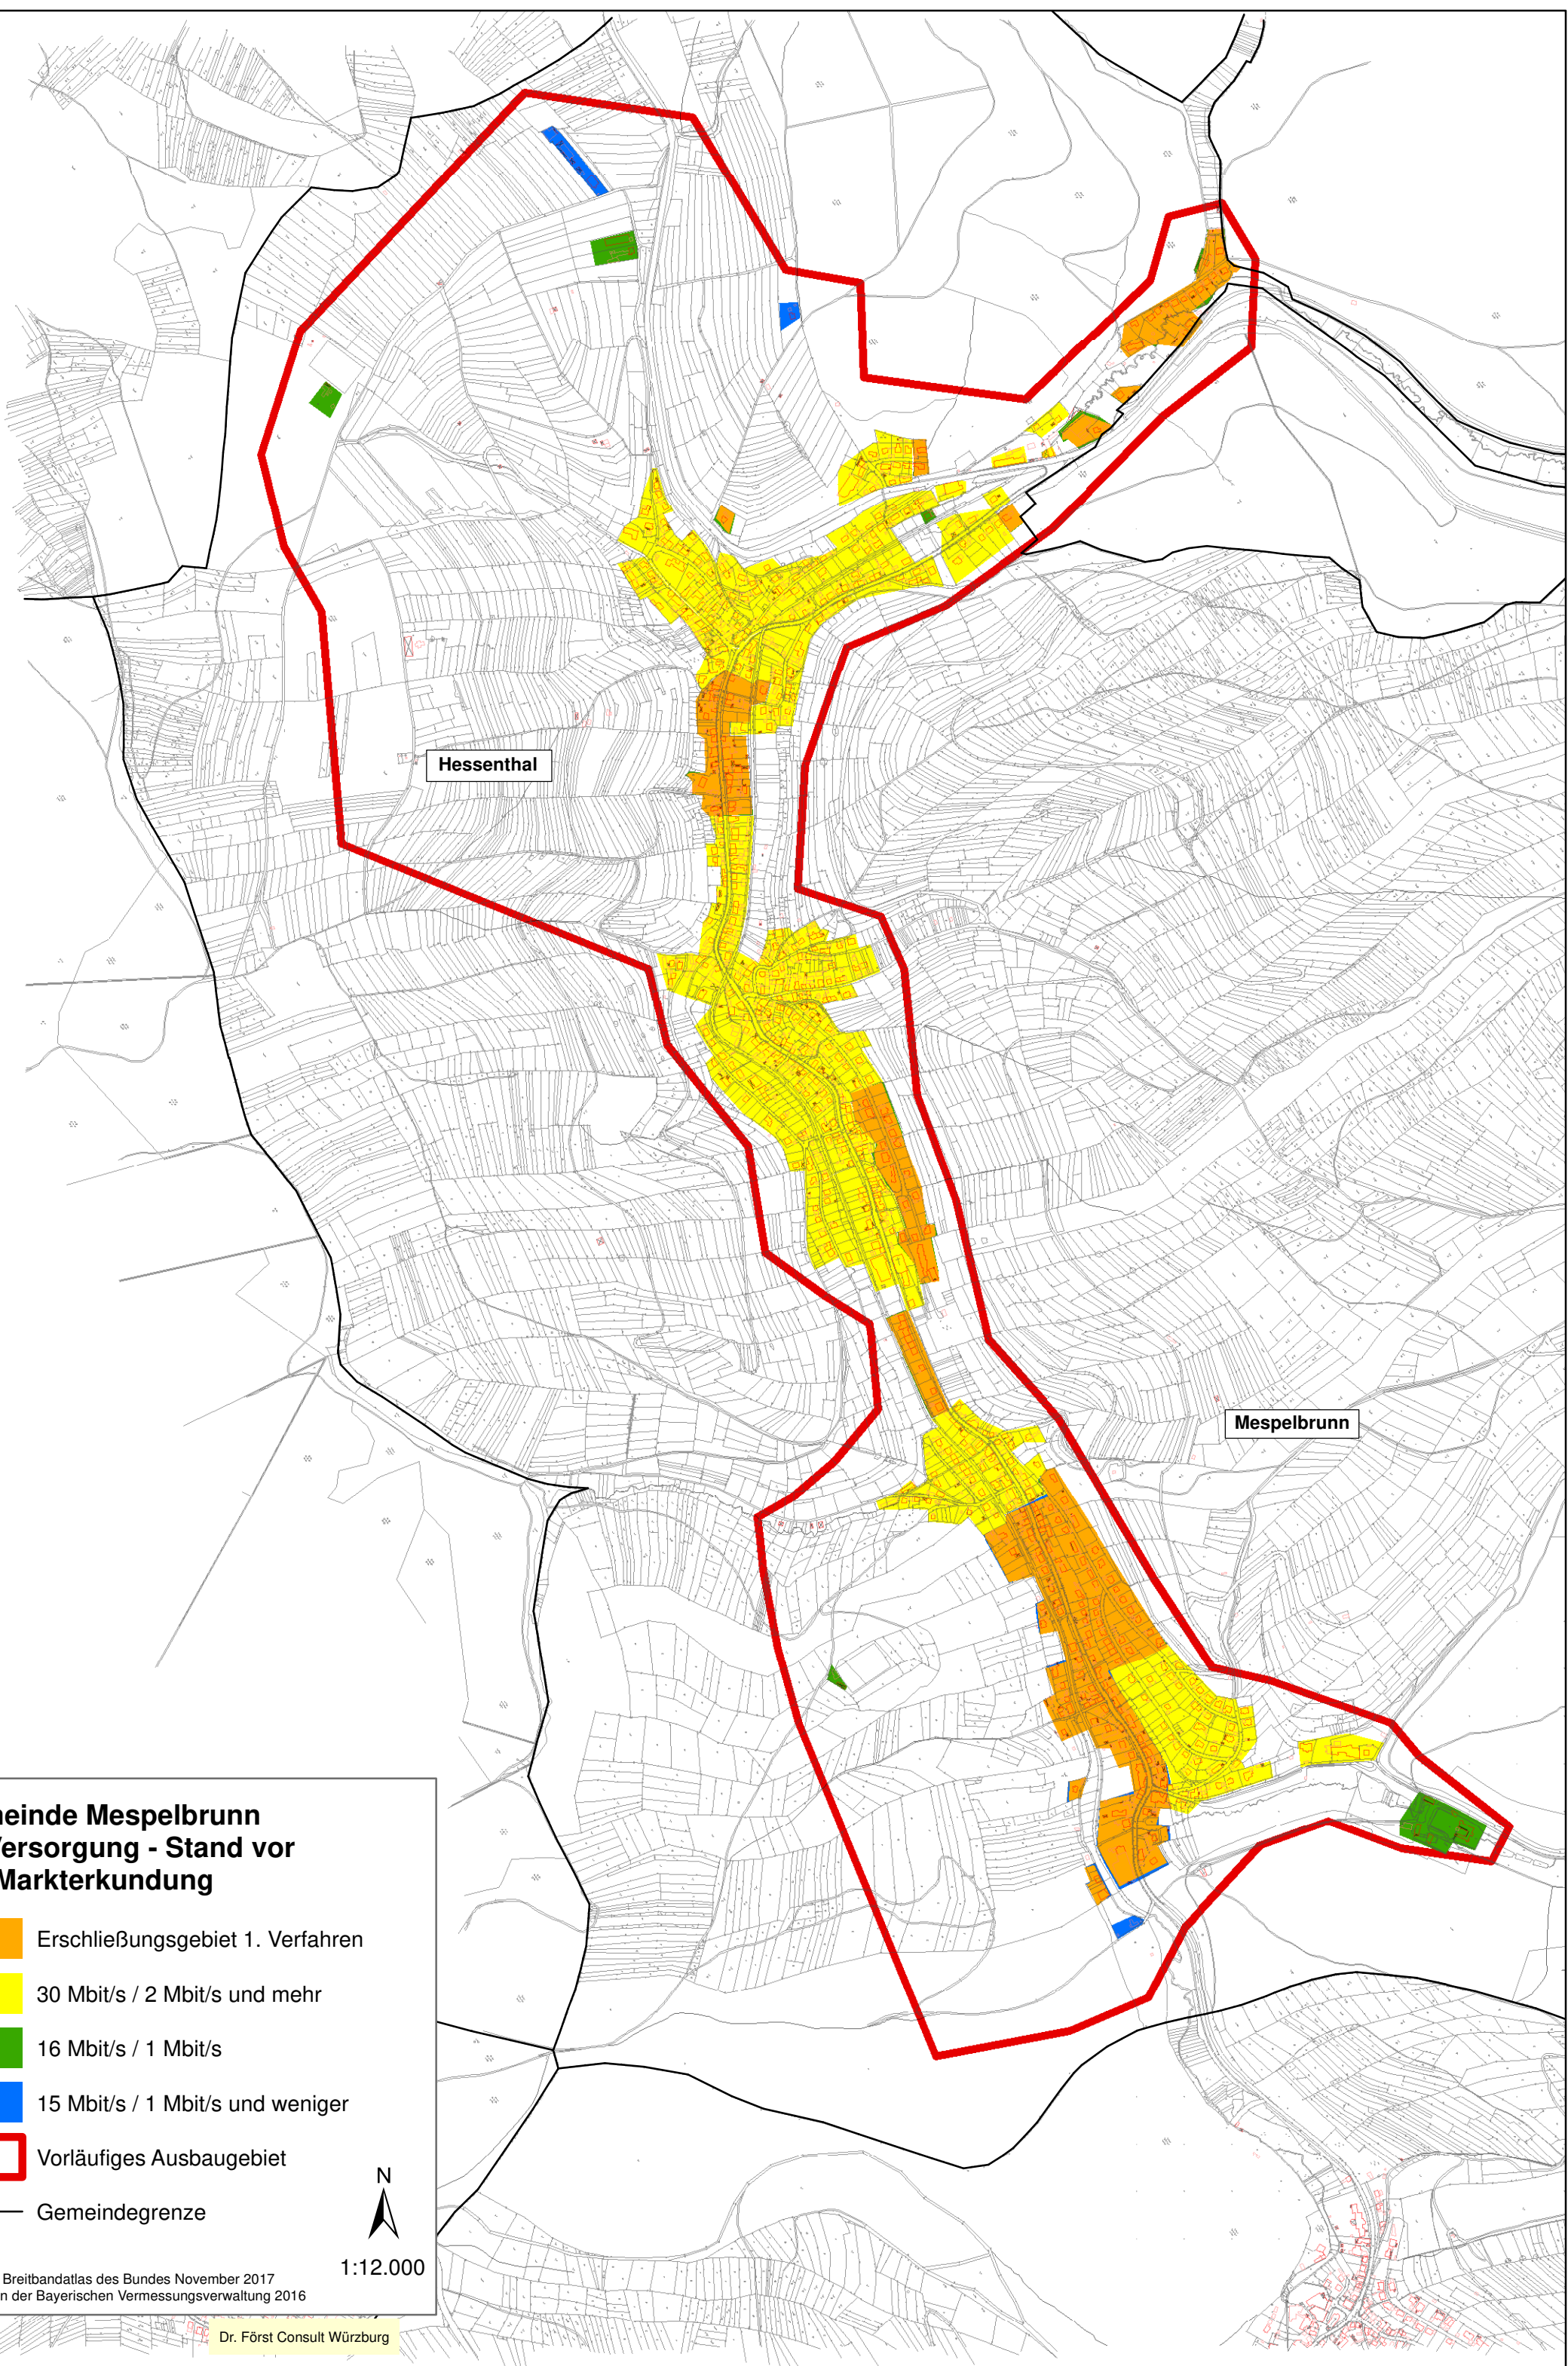 Hessenthal
Mespelbrunn
einde Mespelbrunn
ersorgung - Stand vor
Markterkundung
Erschließungsgebiet 1. Verfahren
30 Mbit/s / 2 Mbit/s und mehr
16 Mbit/s / 1 Mbit/s
15 Mbit/s / 1 Mbit/s und weniger
Vorläufiges Ausbaugebiet
N
Gemeindegrenze
1:12.000
Breitbandatlas des Bundes November 2017
n der Bayerischen Vermessungsverwaltung 2016
Dr. Först Consult Würzburg